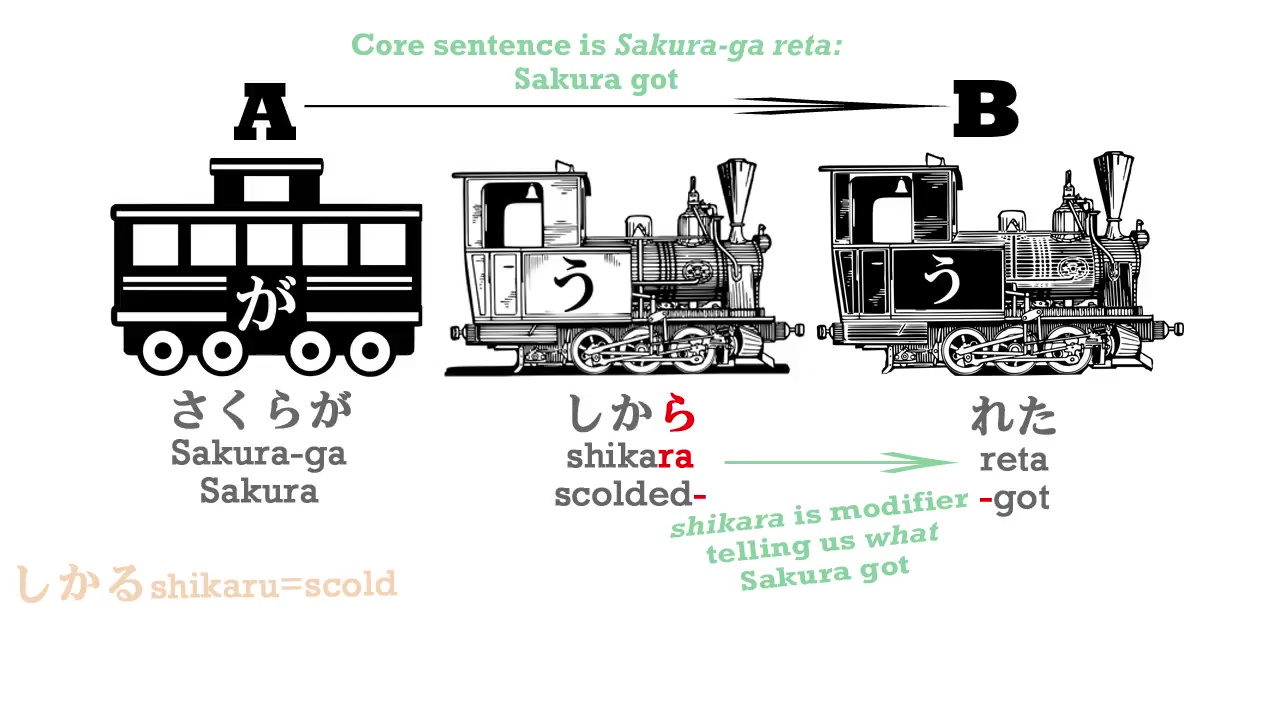 Core sentence is Sakura-ga reta:
Sakura got
A
B
が
う
う
さくらが
Sakura-ga
Sakura
しから
shikara
scolded-
れた
reta
-got
shikara is modifier
telling us what
Sakura got
しかるshikaru=scold